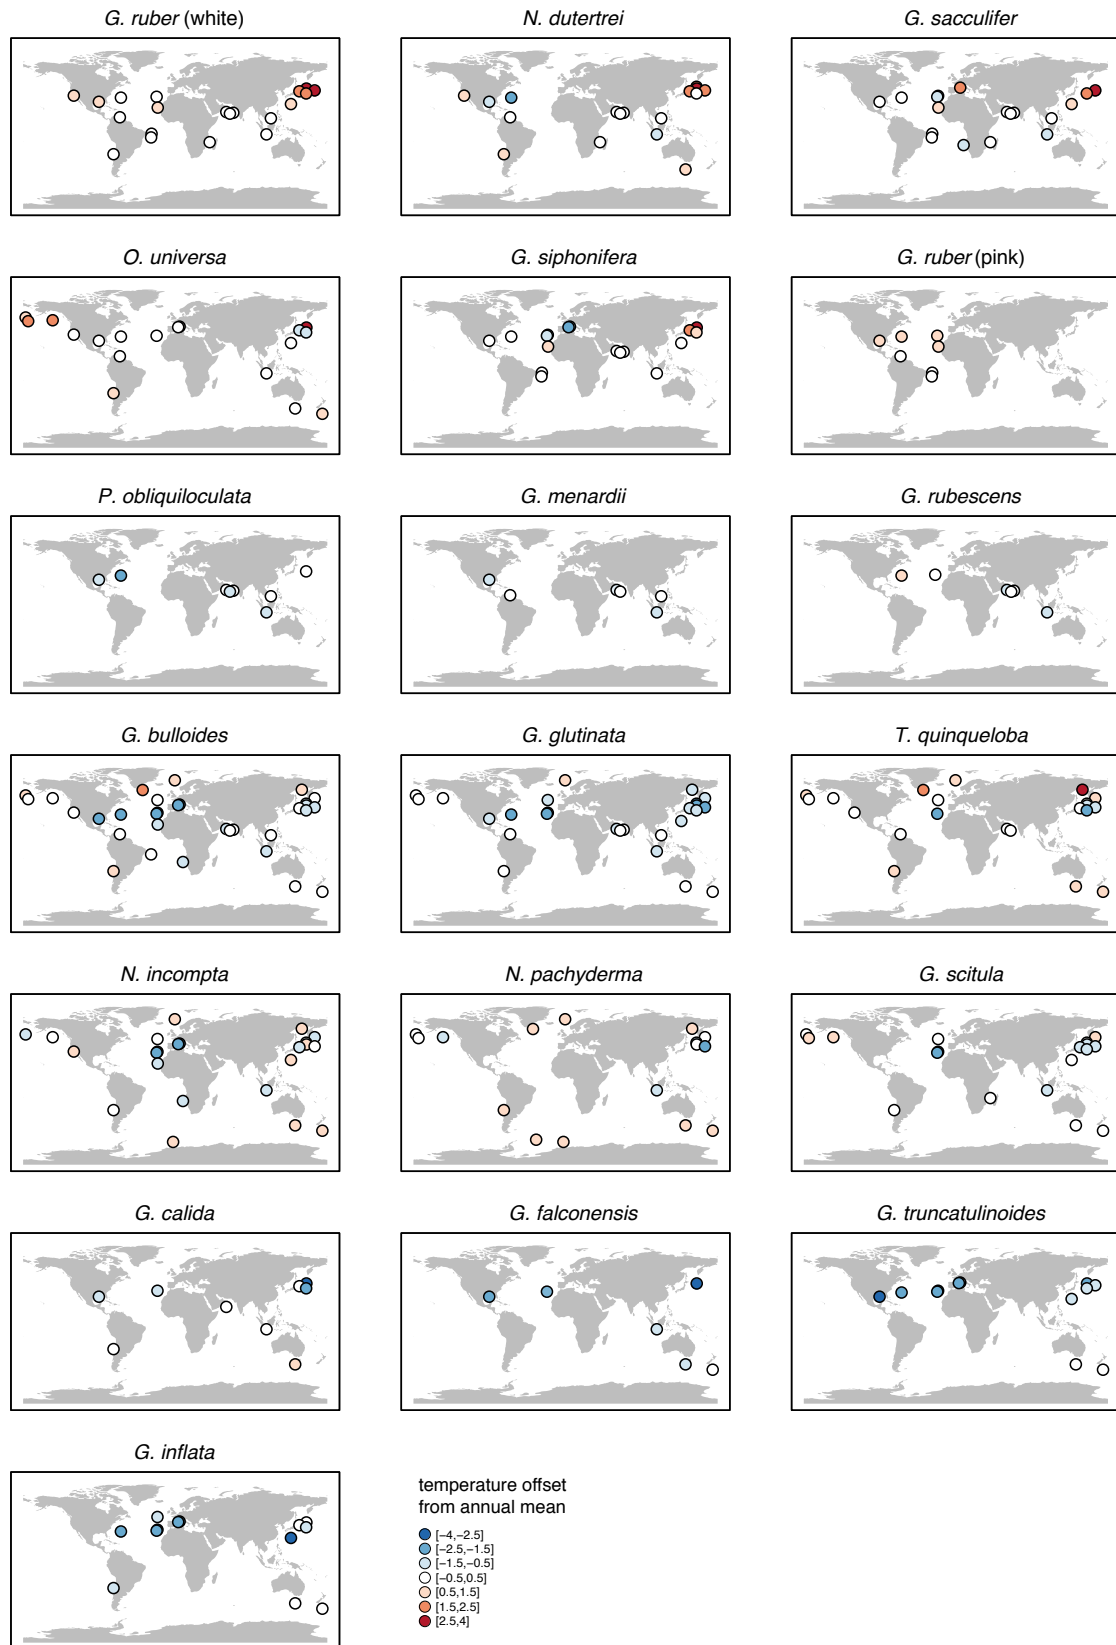 G. ruber (white)
N. dutertrei
G. sacculifer
O. universa
G. siphonifera
G. ruber (pink)
P. obliquiloculata
G. menardii
G. rubescens
G. bulloides
G. glutinata
T. quinqueloba
N. incompta
N. pachyderma
G. scitula
G. calida
G. falconensis
G. truncatulinoides
G. inflata
temperature offset
from annual mean
[−4,−2.5]
[−2.5,−1.5]
[−1.5,−0.5]
[−0.5,0.5]
[0.5,1.5]
[1.5,2.5]
[2.5,4]